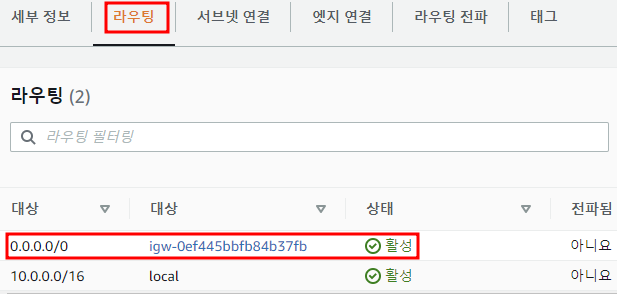 세부 정보 라우팅 서브넷 연결 엣지 연결 라우팅 전파 태그
라우팅 (2)
라우팅 필터링
대상 대상 상태 전파됨
0.0.0.0/0 igw-0ef445bbfb84b37fb 활성 아니요
10.0.0.0/16 local 활성 아니요